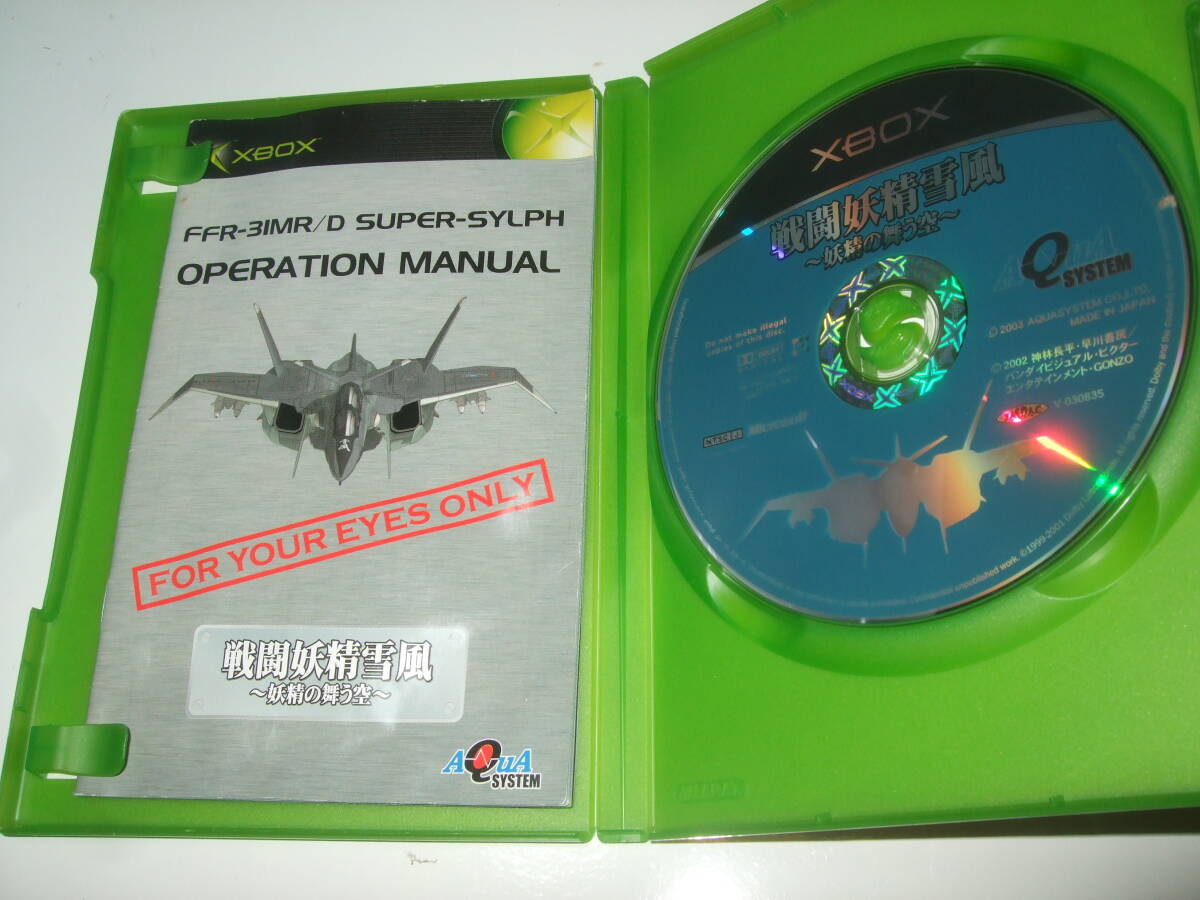 XBOX
FFR-31MR/D SUPER-SYLPH
OPERATION MANUAL
FOR YOUR EYES ONLY
戦闘妖精雪風
~妖精の舞う空~
AQUA
SYSTEM
XBOX
戦闘妖精雪風
~妖精の舞う空~
AQUA
SYSTEM
© 2003 AQUASYSTEM CO.,LTD.
MADE IN JAPAN
© 2002 神林長平・早川書房/
バンダイビジュアル・ビクター
エンタテインメント・GONZO
V-030835
Do not make illegal
copies of this disc.
NTSC J
Microsoft